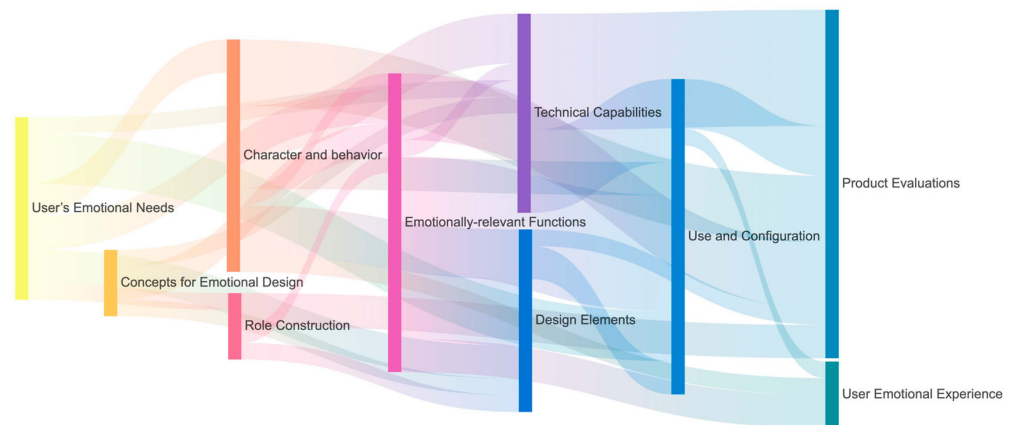 Technical Capabilities
Character and behavior
Product Evaluations
User's Emotional Needs
Emotionally-relevant Functions
Use and Configuration
Concepts for Emotional Design
Design Elements
Role Construction
User Emotional Experience